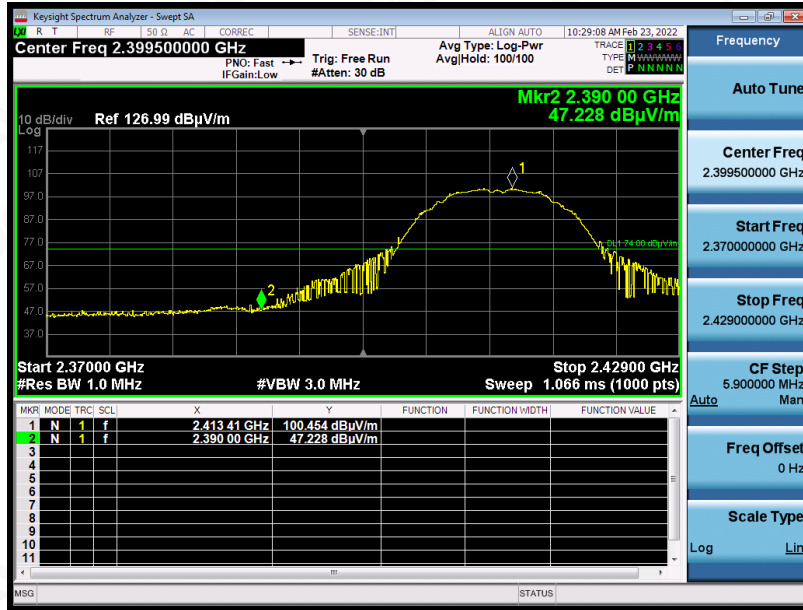 Keysight Spectrum Analyzer - Swept SA
LXI R T RF 50 Ω AC CORREC SENSE:INT ALIGN AUTO 10:29:08 AM Feb 23, 2022
Center Freq 2.399500000 GHz
PNO: Fast
IFGain:Low
Trig: Free Run
#Atten: 30 dB
Avg Type: Log-Pwr
Avg|Hold: 100/100
TRACE 1 2 3 4 5 6
TYPE M WWWWW
DET P N N N N N
Mkr2 2.390 00 GHz
47.228 dBµV/m
10 dB/div Ref 126.99 dBµV/m
Log
117
107
97.0
87.0
77.0
67.0
57.0
47.0
37.0
1
2
DL1 74.00 dBµV/m
Start 2.37000 GHz Stop 2.42900 GHz
#Res BW 1.0 MHz #VBW 3.0 MHz Sweep 1.066 ms (1000 pts)
MKR MODE TRC SCL X Y FUNCTION FUNCTION WIDTH FUNCTION VALUE
1 N 1 f 2.413 41 GHz 100.454 dBµV/m
2 N 1 f 2.390 00 GHz 47.228 dBµV/m
3
4
5
6
7
8
9
10
11
MSG STATUS
Frequency
Auto Tune
Center Freq
2.399500000 GHz
Start Freq
2.370000000 GHz
Stop Freq
2.429000000 GHz
CF Step
5.900000 MHz
Auto Man
Freq Offset
0 Hz
Scale Type
Log Lin